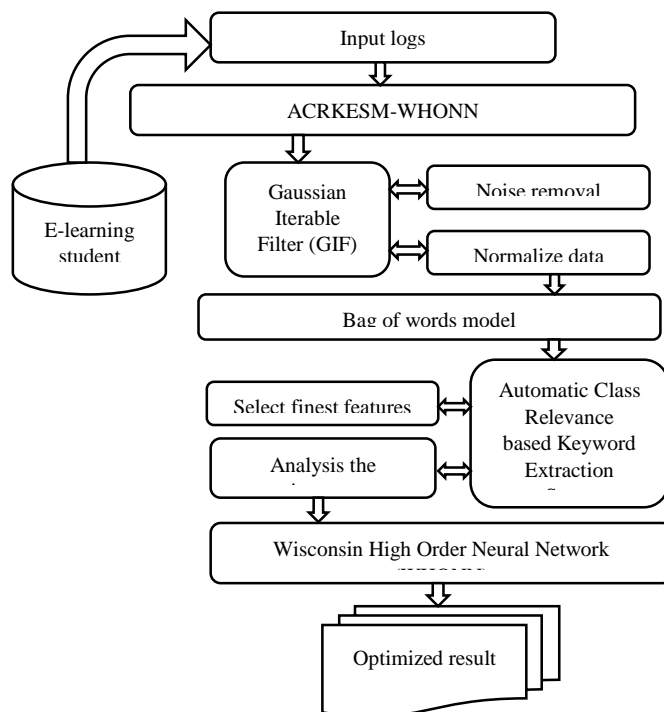 Input logs
ACRKESM-WHONN
E-learning
student
Gaussian
Iterable
Filter (GIF)
Noise removal
Normalize data
Bag of words model
Automatic Class
Relevance
based Keyword
Extraction
Select finest features
Analysis the
Wisconsin High Order Neural Network
(WHONN)
Optimized result